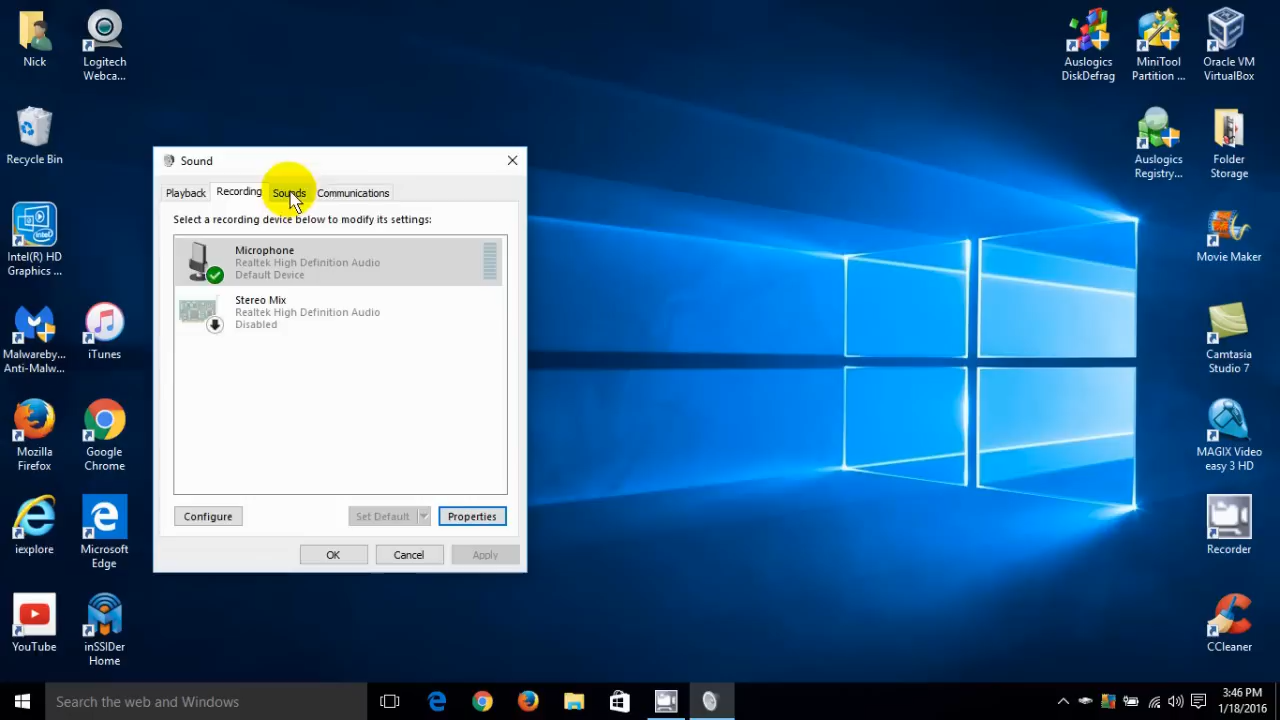 Nick
Logitech
Webca...
Recycle Bin
Intel(R) HD
Graphics ...
Malwareby...
Anti-Malw...
iTunes
Mozilla
Firefox
Google
Chrome
iexplore
Microsoft
Edge
YouTube
inSSIDer
Home
Sound
Playback
Recording
Sounds
Communications
Select a recording device below to modify its settings:
Microphone
Realtek High Definition Audio
Default Device
Stereo Mix
Realtek High Definition Audio
Disabled
Configure
Set Default
Properties
OK
Cancel
Apply
Auslogics
DiskDefrag
MiniTool
Partition ...
Oracle VM
VirtualBox
Auslogics
Registry...
Folder
Storage
Movie Maker
Camtasia
Studio 7
MAGIX Video
easy 3 HD
Recorder
CCleaner
Search the web and Windows
3:46 PM
1/18/2016